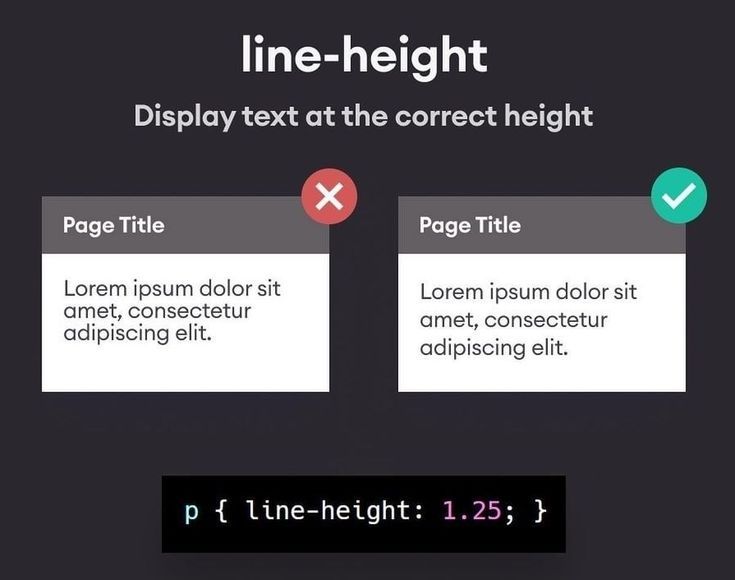 line-height
Display text at the correct height
Page Title
Lorem ipsum dolor sit
amet, consectetur
adipiscing elit.
Page Title
Lorem ipsum dolor sit
amet, consectetur
adipiscing elit.
p { line-height: 1.25; }